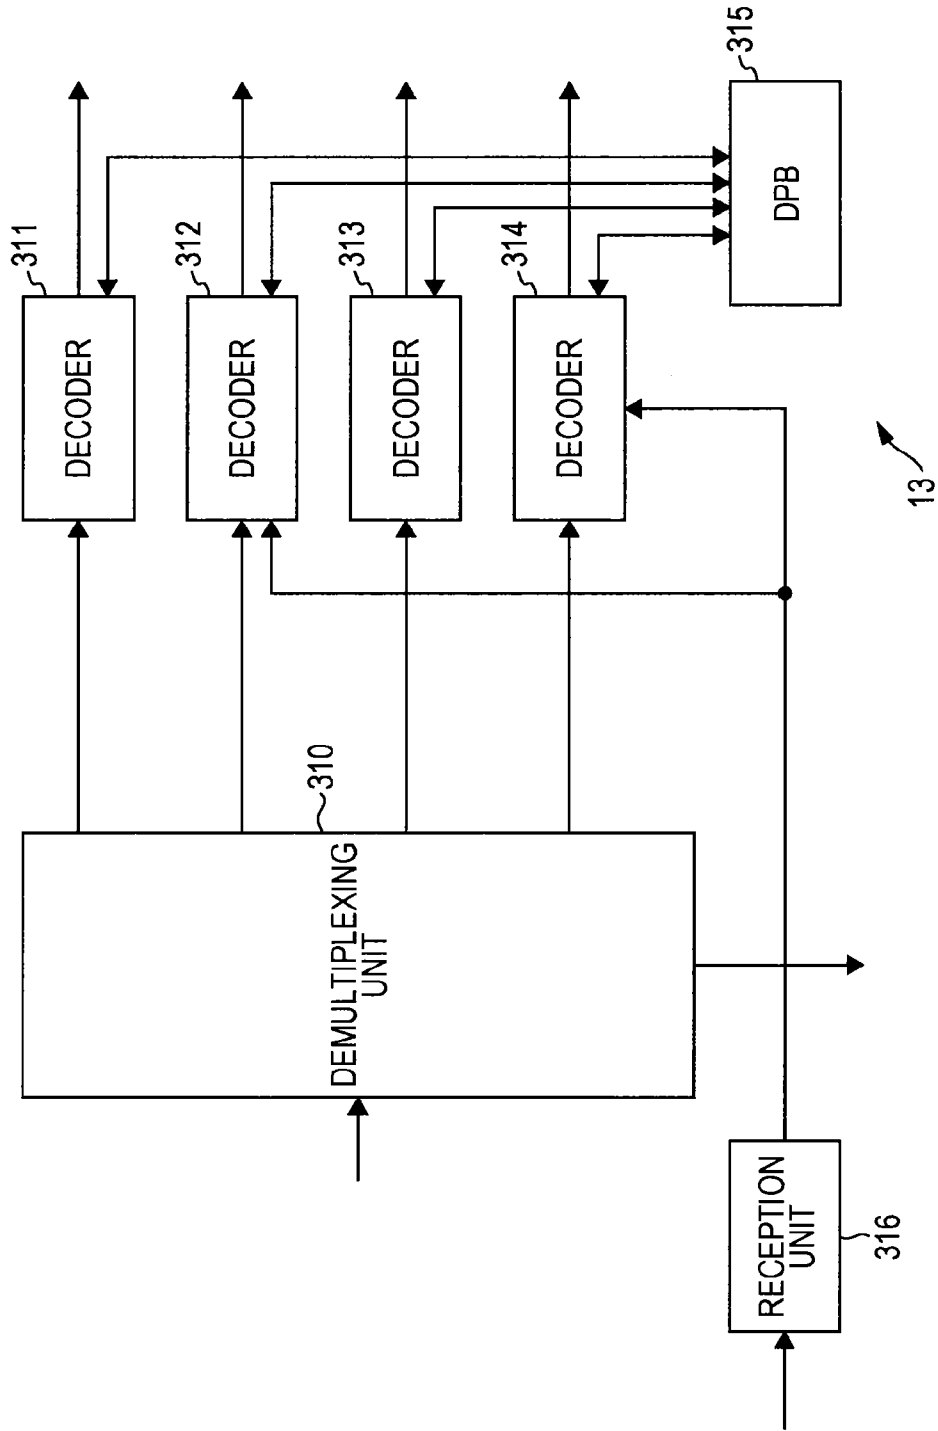 311
DECODER
312
DECODER
313
DECODER
314
DECODER
315
DPB
310
DEMULTIPLEXING
UNIT
RECEPTION
UNIT
316
13